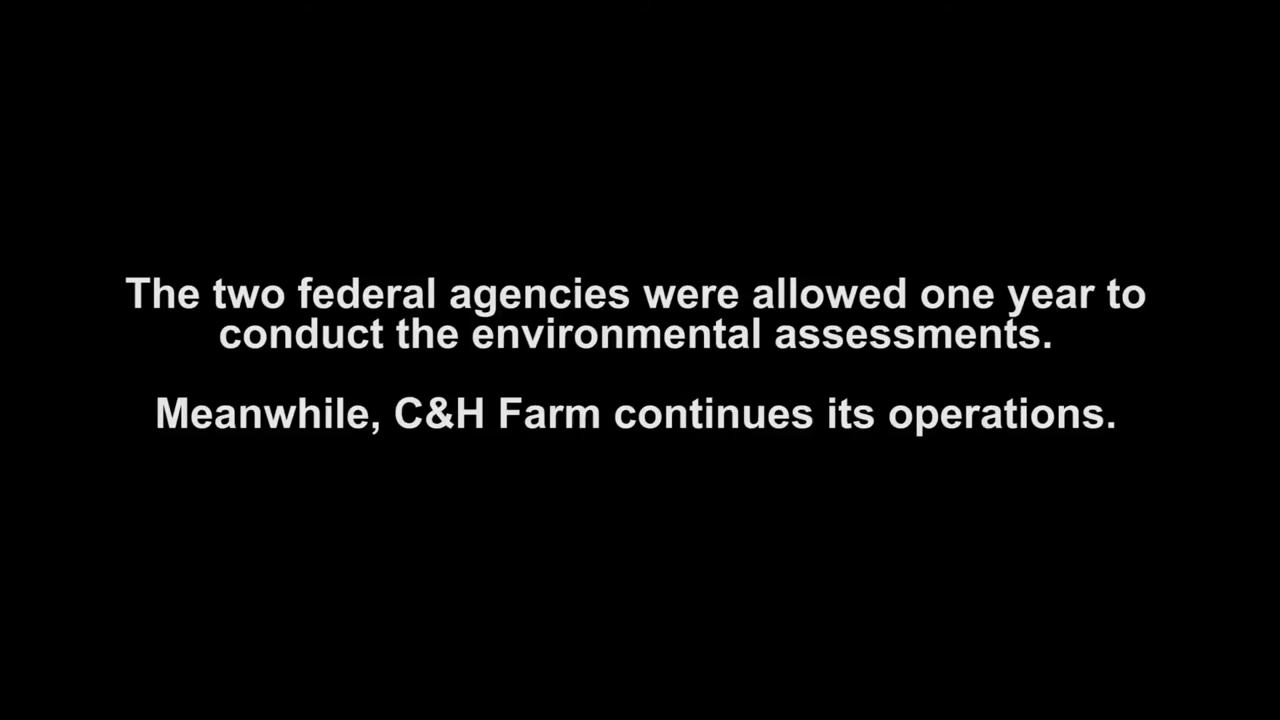 The two federal agencies were allowed one year to
conduct the environmental assessments.
Meanwhile, C&H Farm continues its operations.